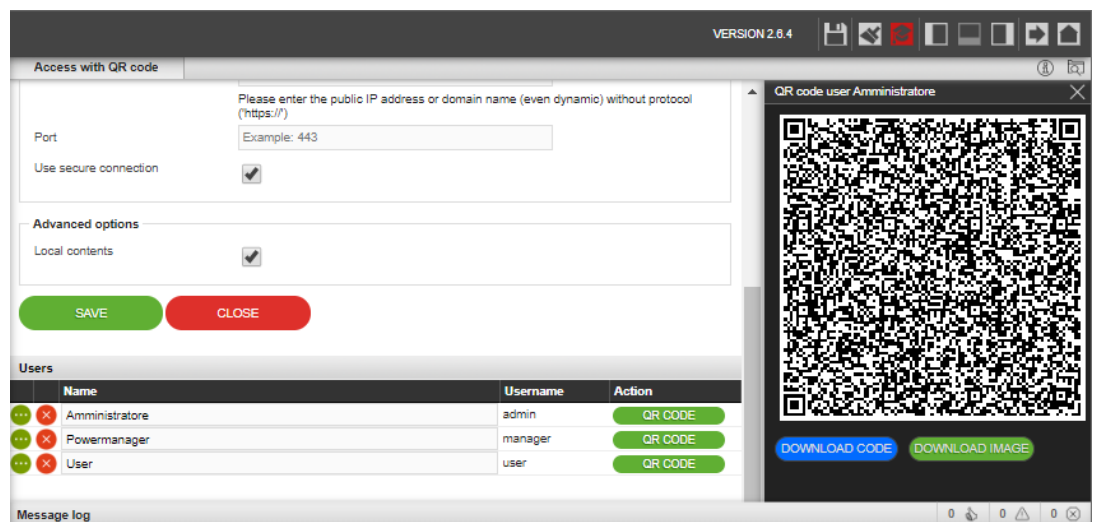 VERSION 2.6.4
Access with QR code
Please enter the public IP address or domain name (even dynamic) without protocol
('https://')
Port
Example: 443
Use secure connection
Advanced options
Local contents
SAVE
CLOSE
Users
Name Username Action
Amministratore admin QR CODE
Powermanager manager QR CODE
User user QR CODE
QR code user Amministratore
DOWNLOAD CODE
DOWNLOAD IMAGE
Message log
0 0 0